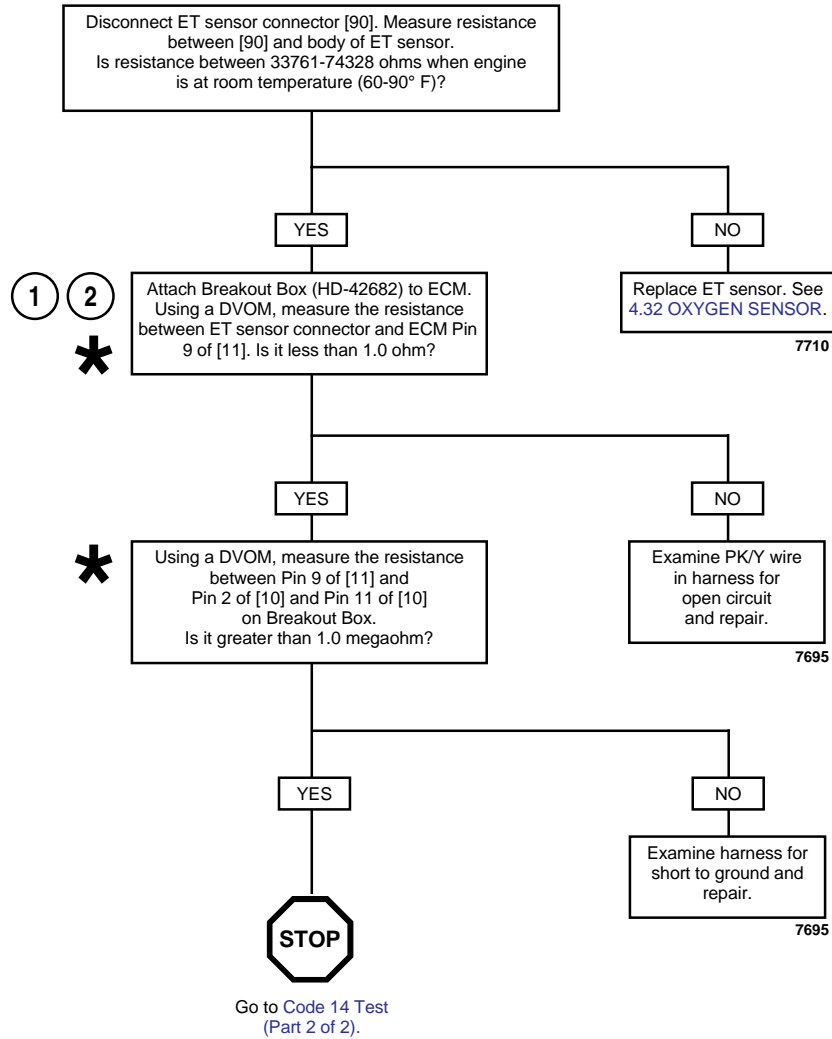 Disconnect ET sensor connector [90]. Measure resistance
between [90] and body of ET sensor.
Is resistance between 33761-74328 ohms when engine
is at room temperature (60-90° F)?
YES
NO
1 2
Attach Breakout Box (HD-42682) to ECM.
Using a DVOM, measure the resistance
between ET sensor connector and ECM Pin
9 of [11]. Is it less than 1.0 ohm?
*
Replace ET sensor. See
4.32 OXYGEN SENSOR.
7710
YES
NO
*
Using a DVOM, measure the resistance
between Pin 9 of [11] and
Pin 2 of [10] and Pin 11 of [10]
on Breakout Box.
Is it greater than 1.0 megaohm?
Examine PK/Y wire
in harness for
open circuit
and repair.
7695
YES
NO
Examine harness for
short to ground and
repair.
7695
STOP
Go to Code 14 Test
(Part 2 of 2).